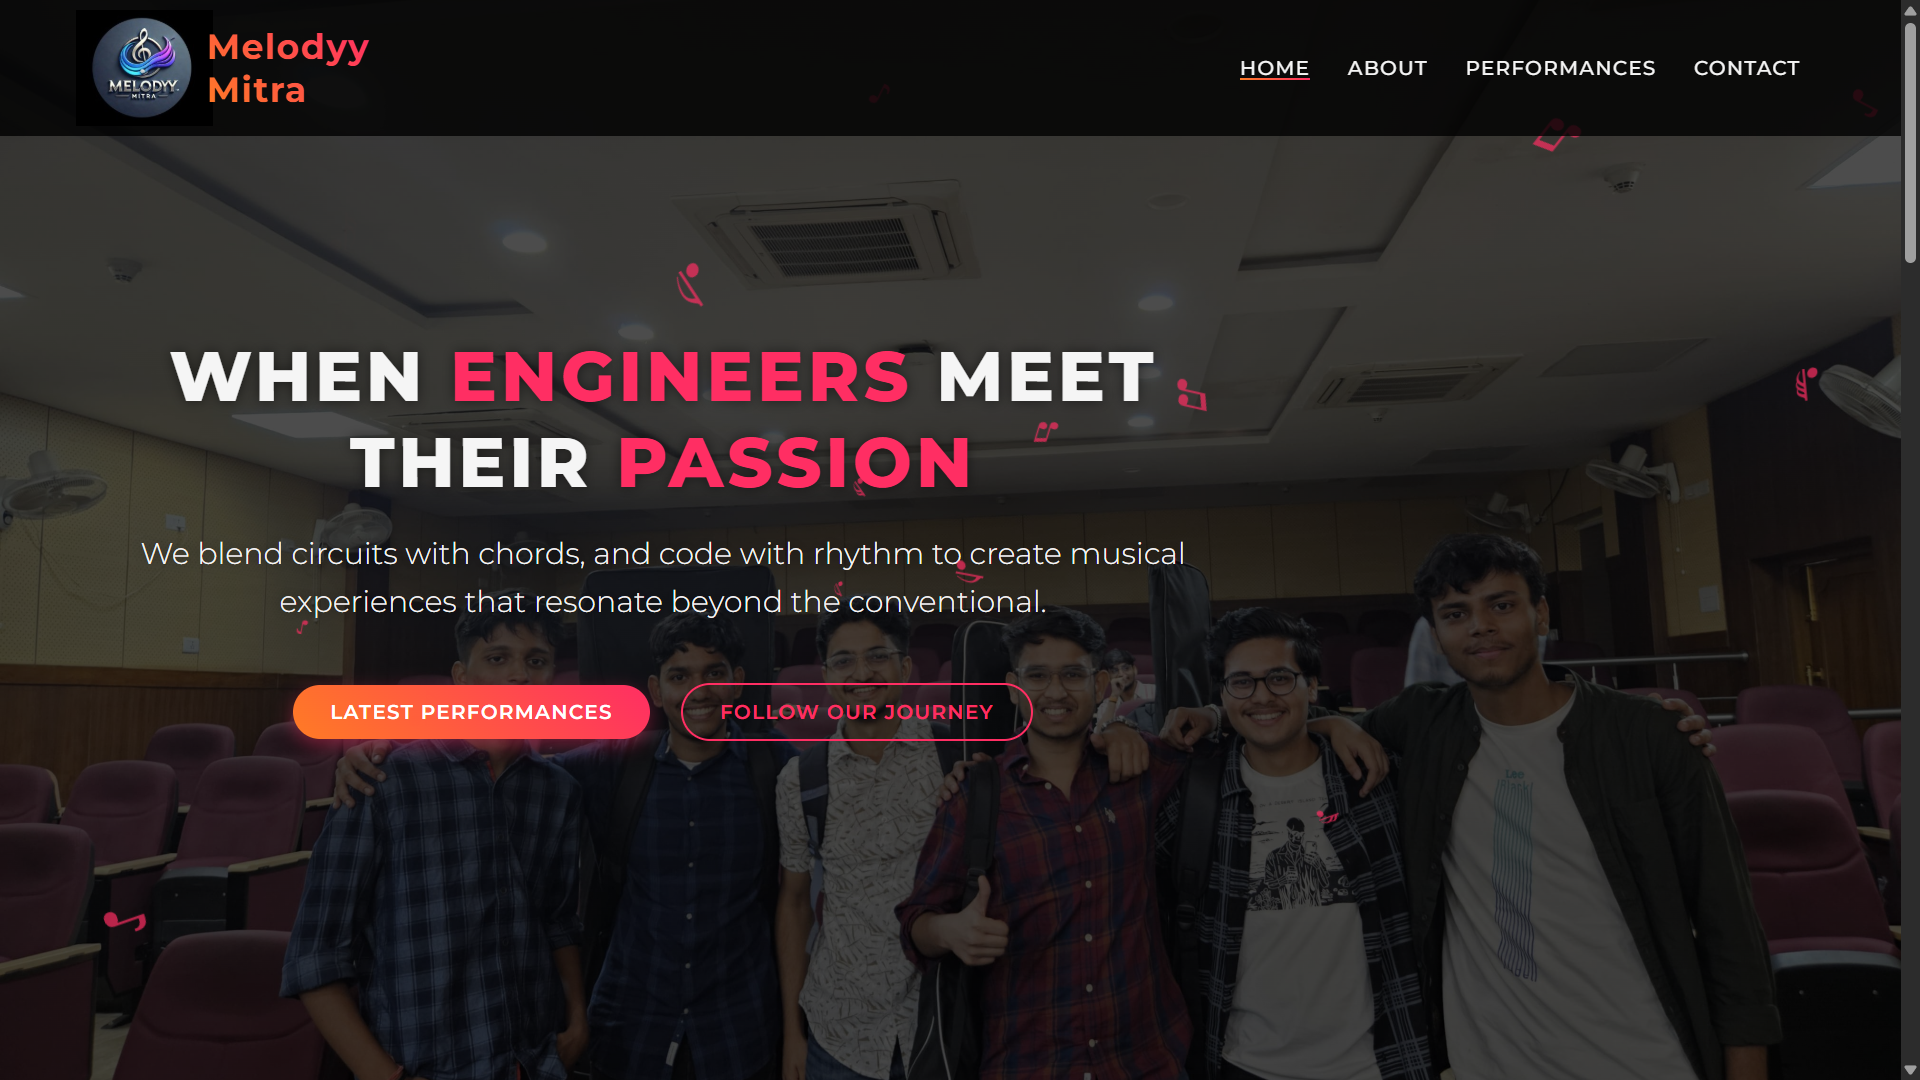 MELODYY
MITRA
Melodyy
Mitra
HOME ABOUT PERFORMANCES CONTACT
WHEN ENGINEERS MEET
THEIR PASSION
We blend circuits with chords, and code with rhythm to create musical
experiences that resonate beyond the conventional.
LATEST PERFORMANCES FOLLOW OUR JOURNEY
Leo